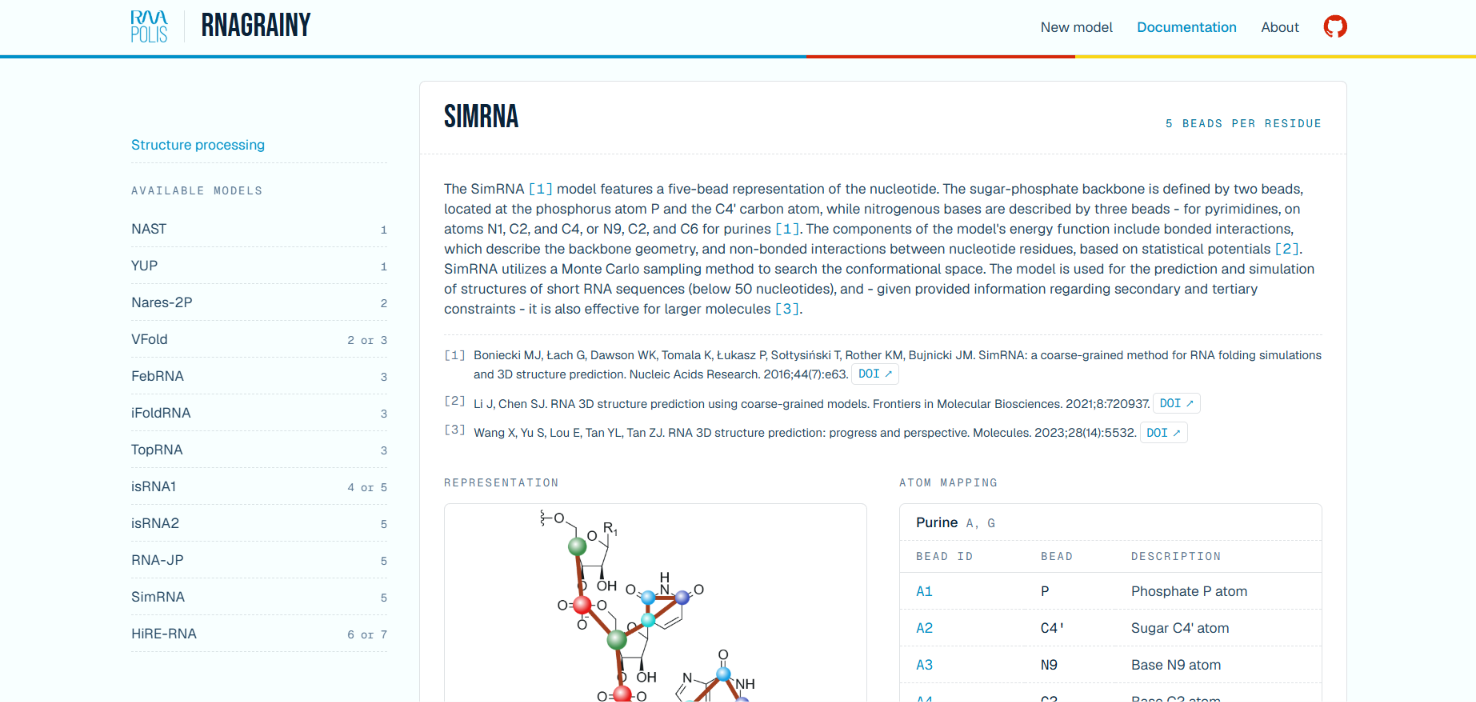 RNA
POLIS
RNAGRAINY
New model
Documentation
About
Structure processing
AVAILABLE MODELS
NAST 1
YUP 1
Nares-2P 2
VFold 2 or 3
FebRNA 3
iFoldRNA 3
TopRNA 3
isRNA1 4 or 5
isRNA2 5
RNA-JP 5
SimRNA 5
HiRE-RNA 6 or 7
SIMRNA
5 BEADS PER RESIDUE
The SimRNA [1] model features a five-bead representation of the nucleotide. The sugar-phosphate backbone is defined by two beads,
located at the phosphorus atom P and the C4' carbon atom, while nitrogenous bases are described by three beads - for pyrimidines, on
atoms N1, C2, and C4, or N9, C2, and C6 for purines [1]. The components of the model's energy function include bonded interactions,
which describe the backbone geometry, and non-bonded interactions between nucleotide residues, based on statistical potentials [2].
SimRNA utilizes a Monte Carlo sampling method to search the conformational space. The model is used for the prediction and simulation
of structures of short RNA sequences (below 50 nucleotides), and - given provided information regarding secondary and tertiary
constraints - it is also effective for larger molecules [3].
[1] Boniecki MJ, Łach G, Dawson WK, Tomala K, Łukasz P, Sołtysiński T, Rother KM, Bujnicki JM. SimRNA: a coarse-grained method for RNA folding simulations
and 3D structure prediction. Nucleic Acids Research. 2016;44(7):e63. DOI ↗
[2] Li J, Chen SJ. RNA 3D structure prediction using coarse-grained models. Frontiers in Molecular Biosciences. 2021;8:720937. DOI ↗
[3] Wang X, Yu S, Lou E, Tan YL, Tan ZJ. RNA 3D structure prediction: progress and perspective. Molecules. 2023;28(14):5532. DOI ↗
REPRESENTATION
O
R1
O
O OH
H
O N O
O= O
O
O
O
O OH
N NH
O= O
ATOM MAPPING
Purine A, G
BEAD ID BEAD DESCRIPTION
A1 P Phosphate P atom
A2 C4' Sugar C4' atom
A3 N9 Base N9 atom
A4 C2 Base C2 atom